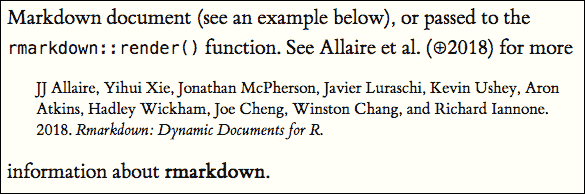 Markdown document (see an example below), or passed to the
rmarkdown::render() function. See Allaire et al. (⊕2018) for more
JJ Allaire, Yihui Xie, Jonathan McPherson, Javier Luraschi, Kevin Ushey, Aron
Atkins, Hadley Wickham, Joe Cheng, Winston Chang, and Richard Iannone.
2018. Rmarkdown: Dynamic Documents for R.
information about rmarkdown.